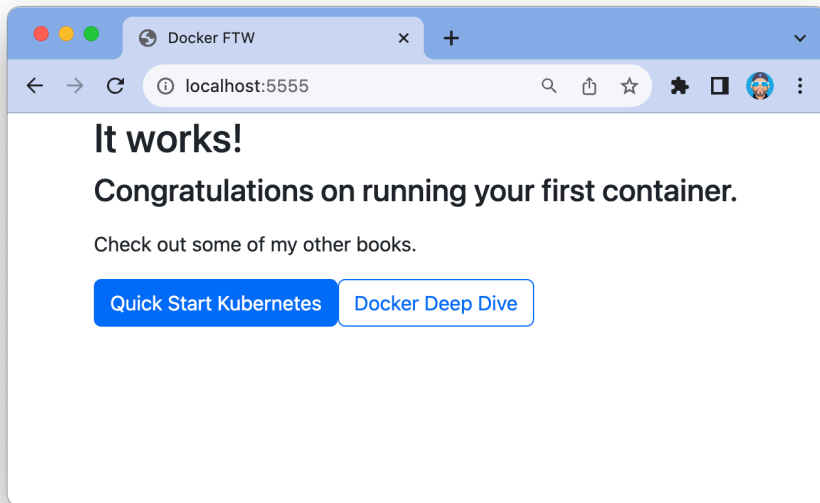 Docker FTW
localhost:5555
It works!
Congratulations on running your first container.
Check out some of my other books.
Quick Start Kubernetes Docker Deep Dive